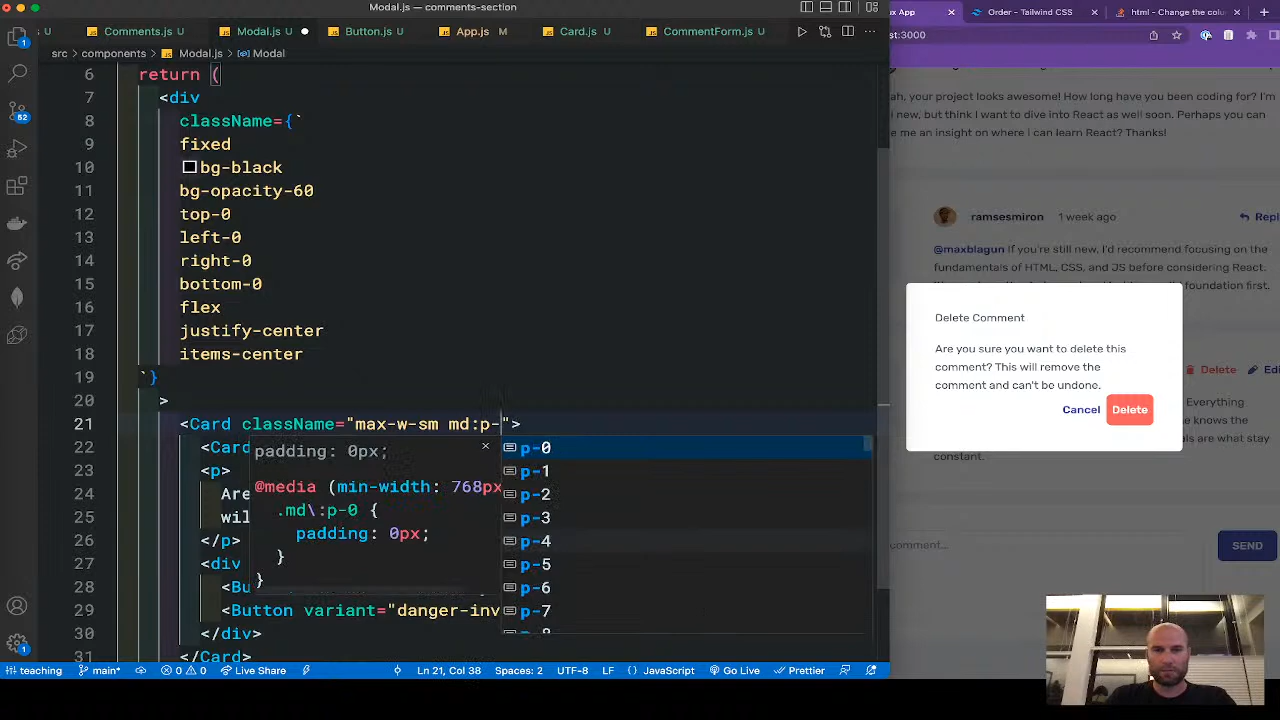 Modal.js — comments-section
Comments.js U
Modal.js U
Button.js U
App.js M
Card.js U
CommentForm.js U
src > components > Modal.js > Modal
6 return (
7 <div
8 className={`
9 fixed
10 bg-black
11 bg-opacity-60
12 top-0
13 left-0
14 right-0
15 bottom-0
16 flex
17 justify-center
18 items-center
19 `}
20 >
21 <Card className="max-w-sm md:p-">
22 <Card
23 <p>
24 Are
25 wil
26 </p>
27 <div
28 <Bu
29 <Button variant="danger-inv
30 </div>
31 </Card>
padding: 0px;
@media (min-width: 768px
.md\:p-0 {
padding: 0px;
}
}
p-0
p-1
p-2
p-3
p-4
p-5
p-6
p-7
p-8
1
52
1
teaching
main*
0 0
Live Share
Ln 21, Col 38
Spaces: 2
UTF-8
LF
JavaScript
Go Live
Prettier
App
Order - Tailwind CSS
html - Change the colu
:3000
ah, your project looks awesome! How long have you been coding for? I'm
l new, but think I want to dive into React as well soon. Perhaps you can
e me an insight on where I can learn React? Thanks!
ramsesmiron 1 week ago Repl
@maxblagun If you're still new, I'd recommend focusing on the
fundamentals of HTML, CSS, and JS before considering React.
Delete Comment
Are you sure you want to delete this
comment? This will remove the
comment and can't be undone.
Cancel Delete
Delete Edi
Everything
e knows the
als are what stay
constant.
comment...
SEND